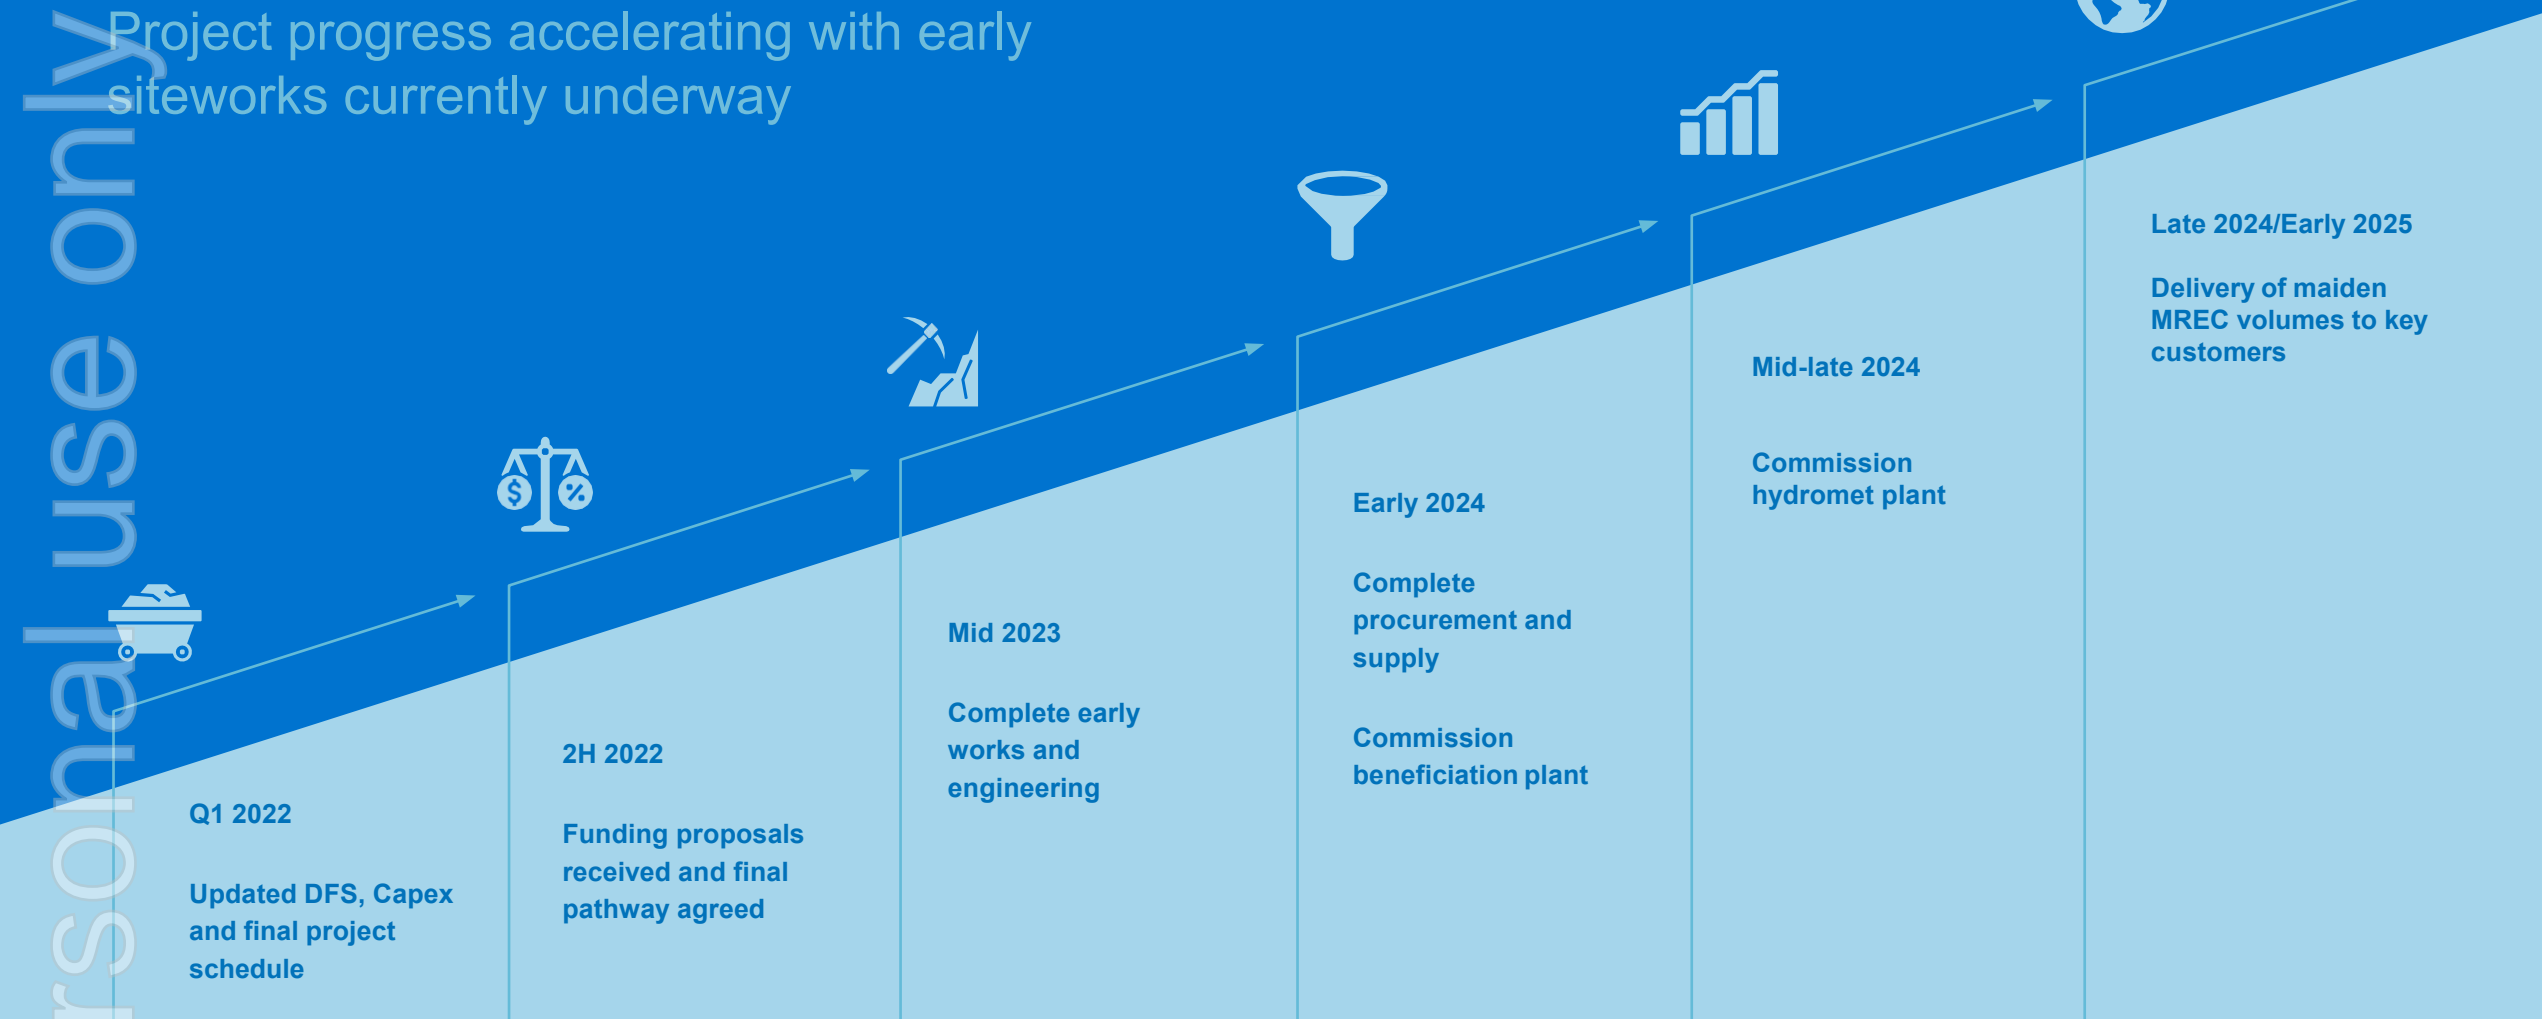 Project progress accelerating with early
siteworks currently underway
rsonal use only
Q1 2022
Updated DFS, Capex
and final project
schedule
2H 2022
Funding proposals
received and final
pathway agreed
Mid 2023
Complete early
works and
engineering
Early 2024
Complete
procurement and
supply
Commission
beneficiation plant
Mid-late 2024
Commission
hydromet plant
Late 2024/Early 2025
Delivery of maiden
MREC volumes to key
customers
$
%